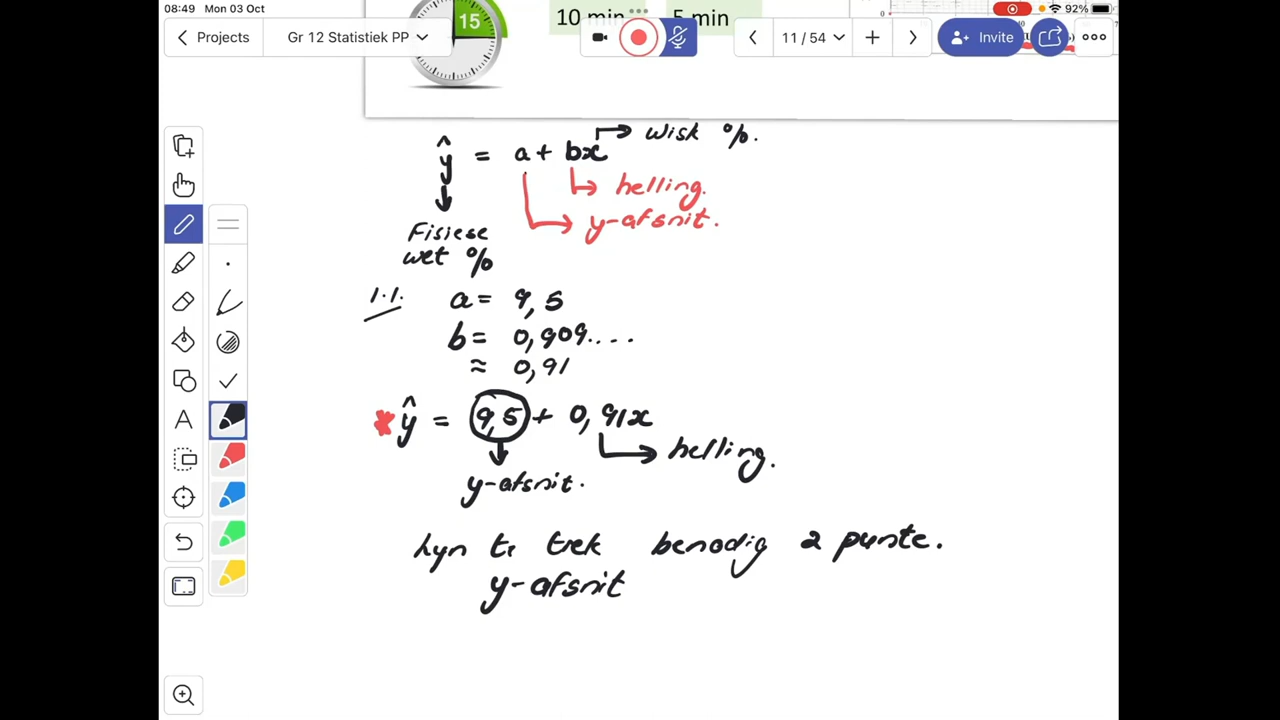 08:49 Mon 03 Oct
92%
15
10 min
5 min
Projects
Gr 12 Statistiek PP
11 / 54
Invite
ŷ = a + bx → Wisk %.
→ helling.
→ y-afsnit.
Fisiese
wet %
1.1. a = 9,5
b = 0,909....
≈ 0,91
* ŷ = 9,5 + 0,91x
→ helling.
y-afsnit.
Lyn te trek benodig 2 punte.
y-afsnit
A